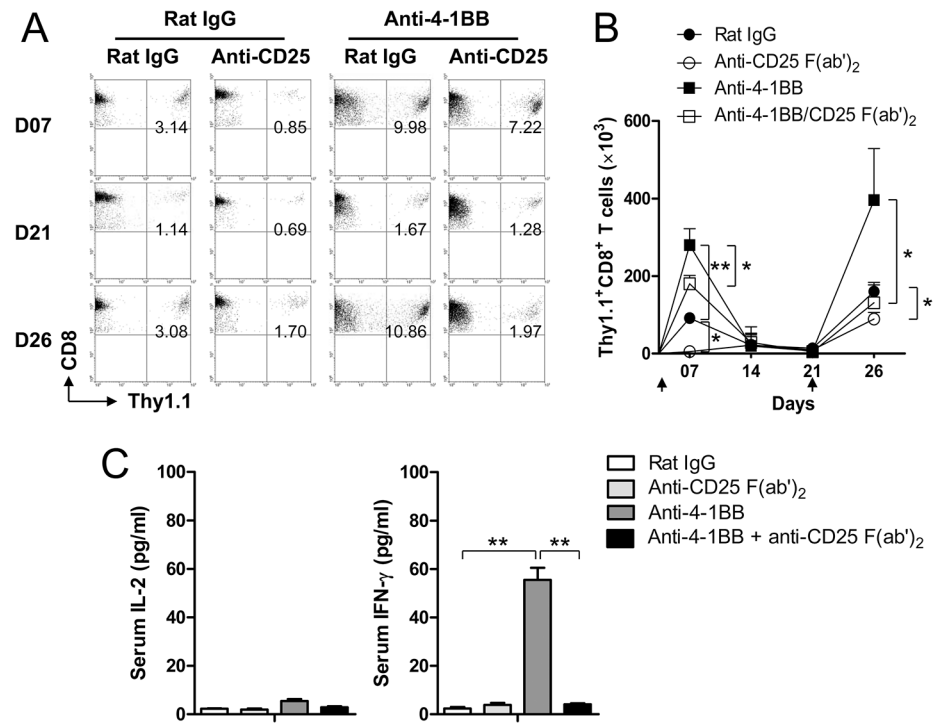 A
Rat IgG Anti-4-1BB
Rat IgG Anti-CD25 Rat IgG Anti-CD25
D07 3.14 0.85 9.98 7.22
D21 1.14 0.69 1.67 1.28
D26 3.08 1.70 10.86 1.97
CD8
Thy1.1
B
Rat IgG
Anti-CD25 F(ab')2
Anti-4-1BB
Anti-4-1BB/CD25 F(ab')2
Thy1.1+CD8+ T cells (×10³)
600
400
200
0
** *
*
*
*
07 14 21 26
Days
C
Serum IL-2 (pg/ml)
100
80
60
40
20
0
Serum IFN-γ (pg/ml)
100
80
60
40
20
0
** **
Rat IgG
Anti-CD25 F(ab')2
Anti-4-1BB
Anti-4-1BB + anti-CD25 F(ab')2